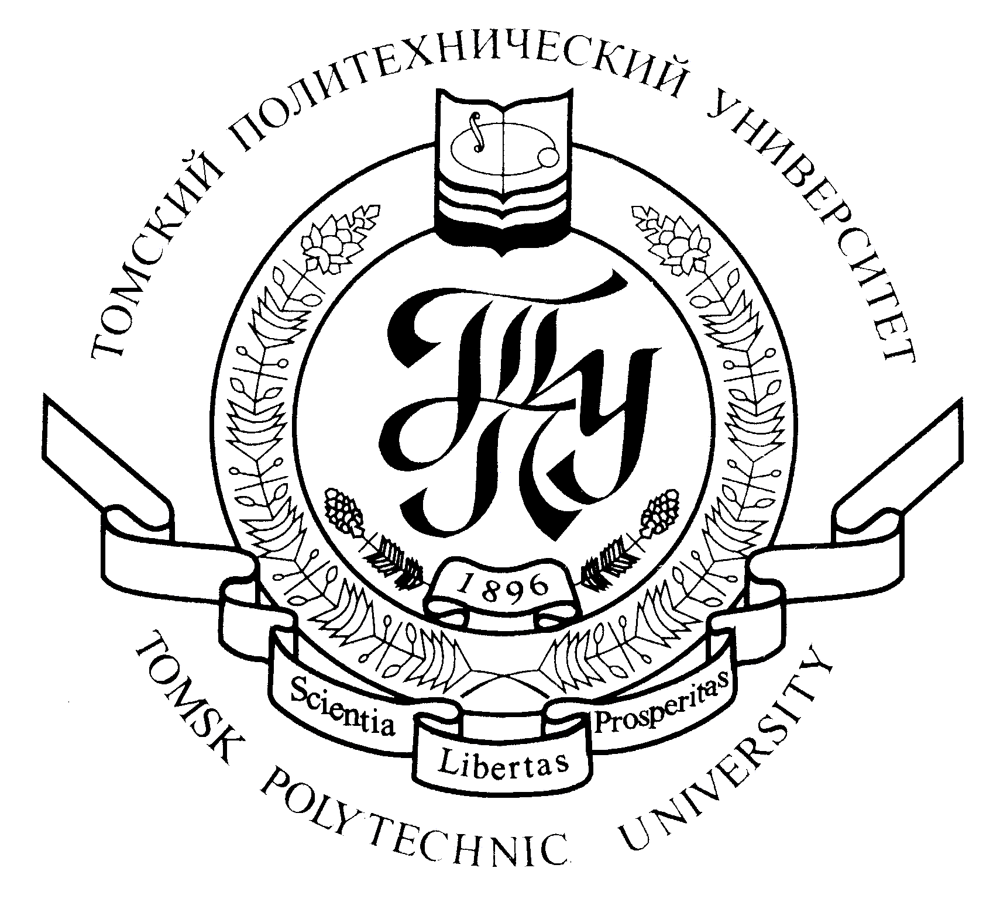 ТОМСКИЙ ПОЛИТЕХНИЧЕСКИЙ УНИВЕРСИТЕТ
ТПУ
1896
Scientia
Libertas
Prosperitas
TOMSK POLYTECHNIC UNIVERSITY